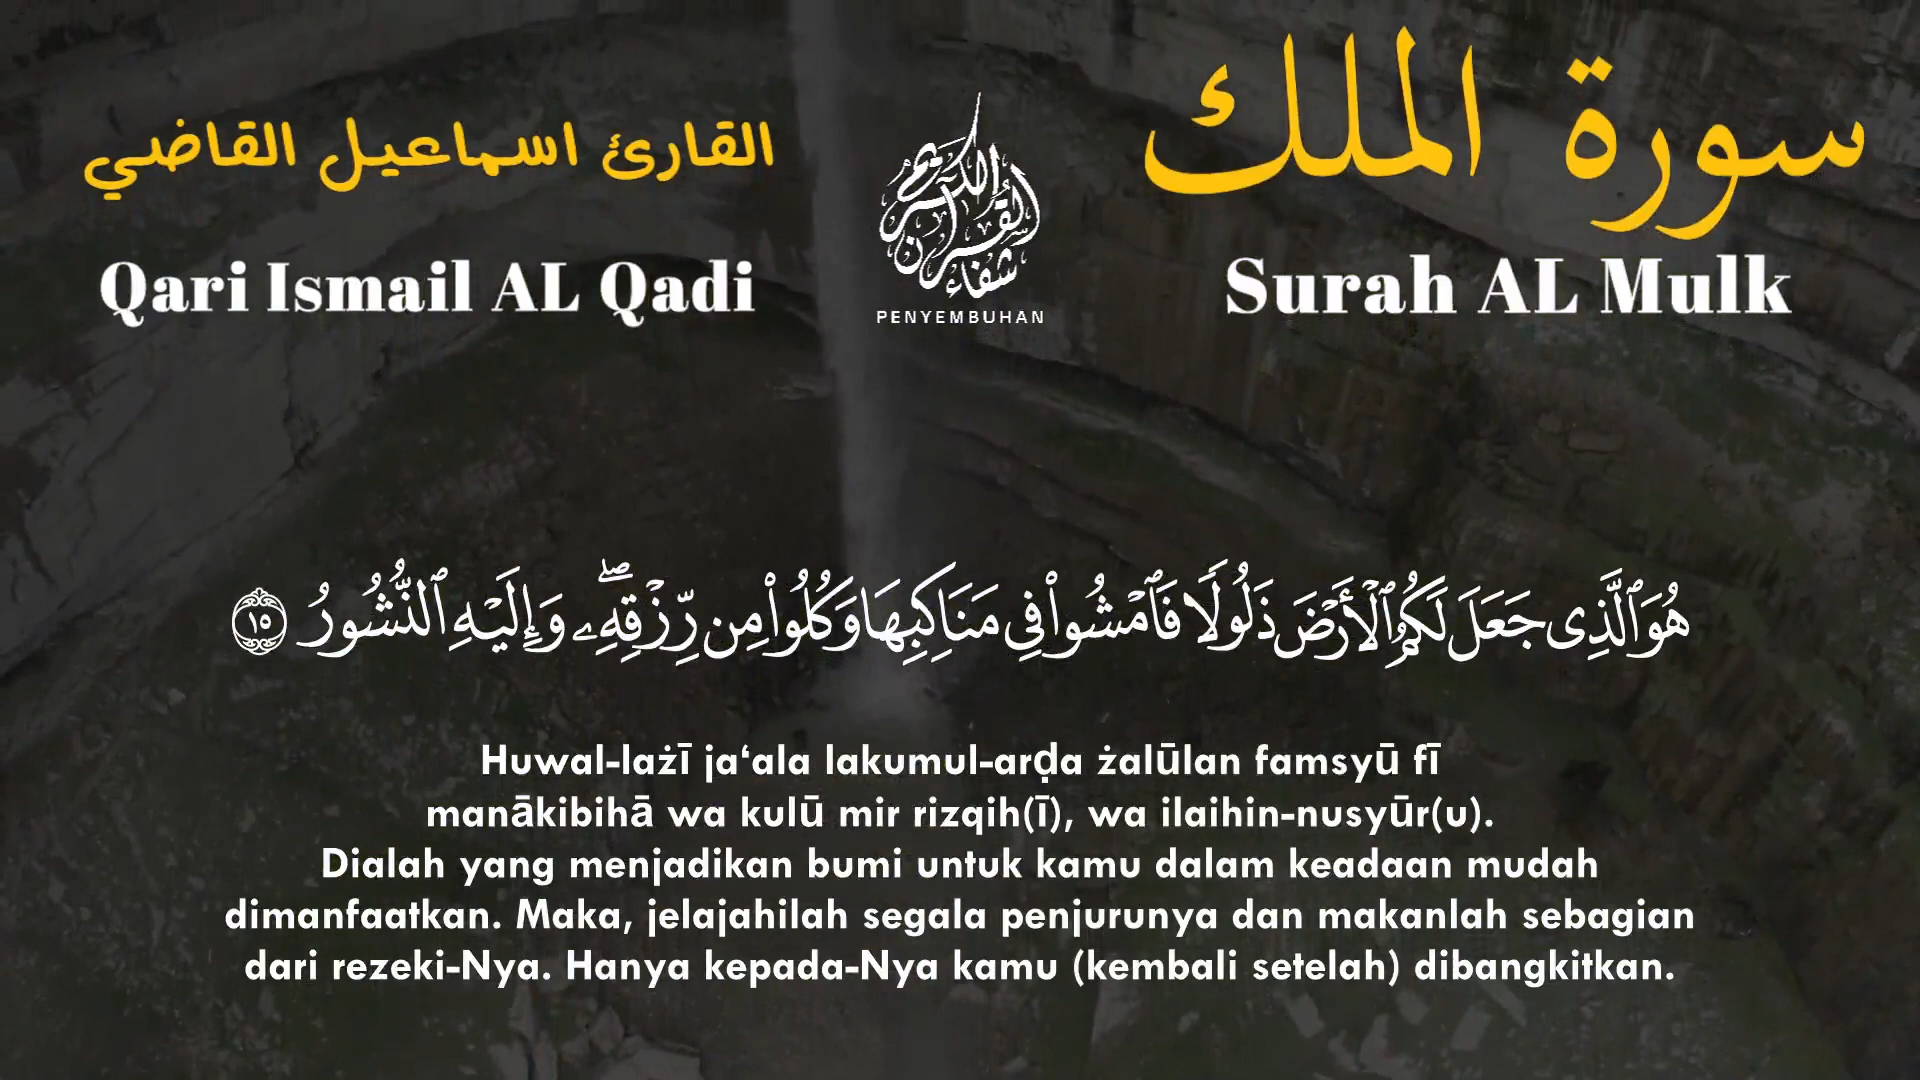 القارئ اسماعيل القاضي
Qari Ismail AL Qadi
القرآن الكريم
شفاء
PENYEMBUHAN
سورة الملك
Surah AL Mulk
هُوَ ٱلَّذِى جَعَلَ لَكُمُ ٱلْأَرْضَ ذَلُولًا فَٱمْشُوا۟ فِى مَنَاكِبِهَا وَكُلُوا۟ مِن رِّزْقِهِۦ ۖ وَإِلَيْهِ ٱلنُّشُورُ ١٥
Huwal-lażī ja‘ala lakumul-arḍa żalūlan famsyū fī
manākibihā wa kulū mir rizqih(ī), wa ilaihin-nusyūr(u).
Dialah yang menjadikan bumi untuk kamu dalam keadaan mudah
dimanfaatkan. Maka, jelajahilah segala penjurunya dan makanlah sebagian
dari rezeki-Nya. Hanya kepada-Nya kamu (kembali setelah) dibangkitkan.